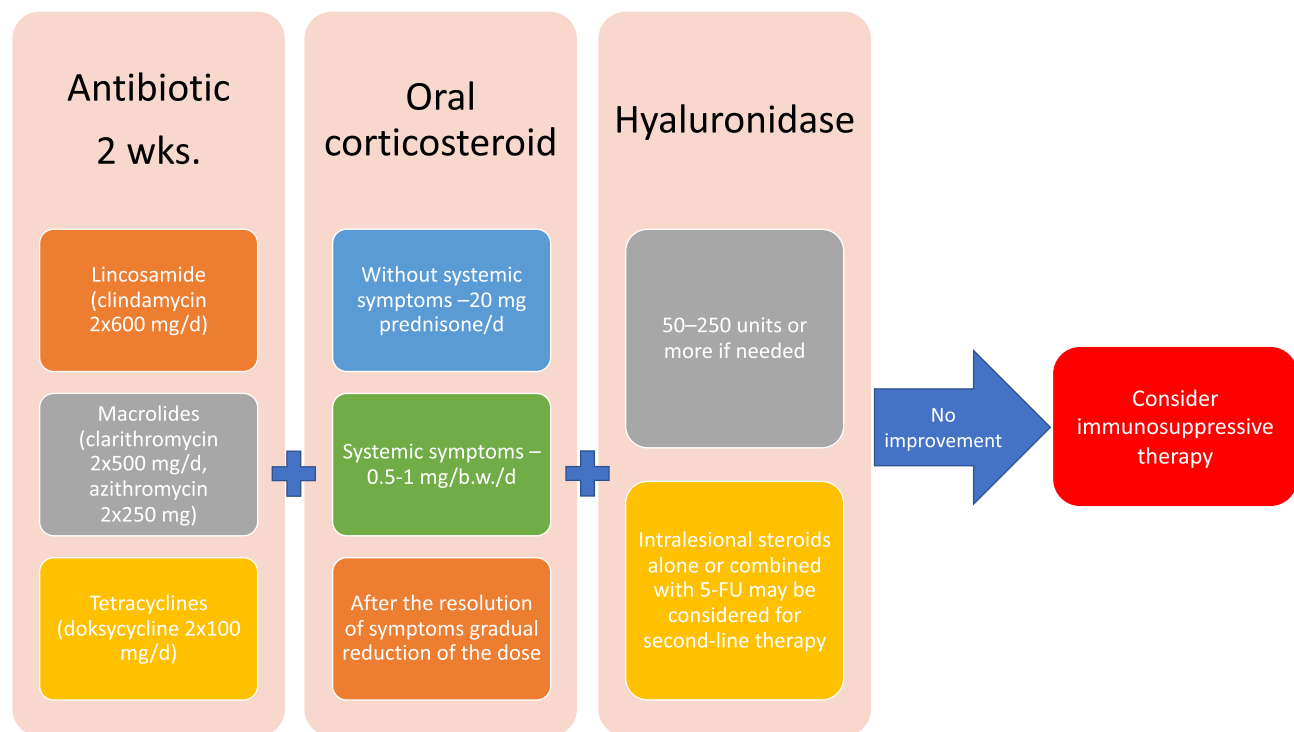 Antibiotic
2 wks.
Lincosamide
(clindamycin
2x600 mg/d)
Macrolides
(clarithromycin
2x500 mg/d,
azithromycin
2x250 mg)
Tetracyclines
(doksycycline 2x100
mg/d)
Oral
corticosteroid
Without systemic
symptoms –20 mg
prednisone/d
Systemic symptoms –
0.5-1 mg/b.w./d
After the resolution
of symptoms gradual
reduction of the dose
Hyaluronidase
50–250 units or
more if needed
Intralesional steroids
alone or combined
with 5-FU may be
considered for
second-line therapy
No
improvement
Consider
immunosuppressive
therapy